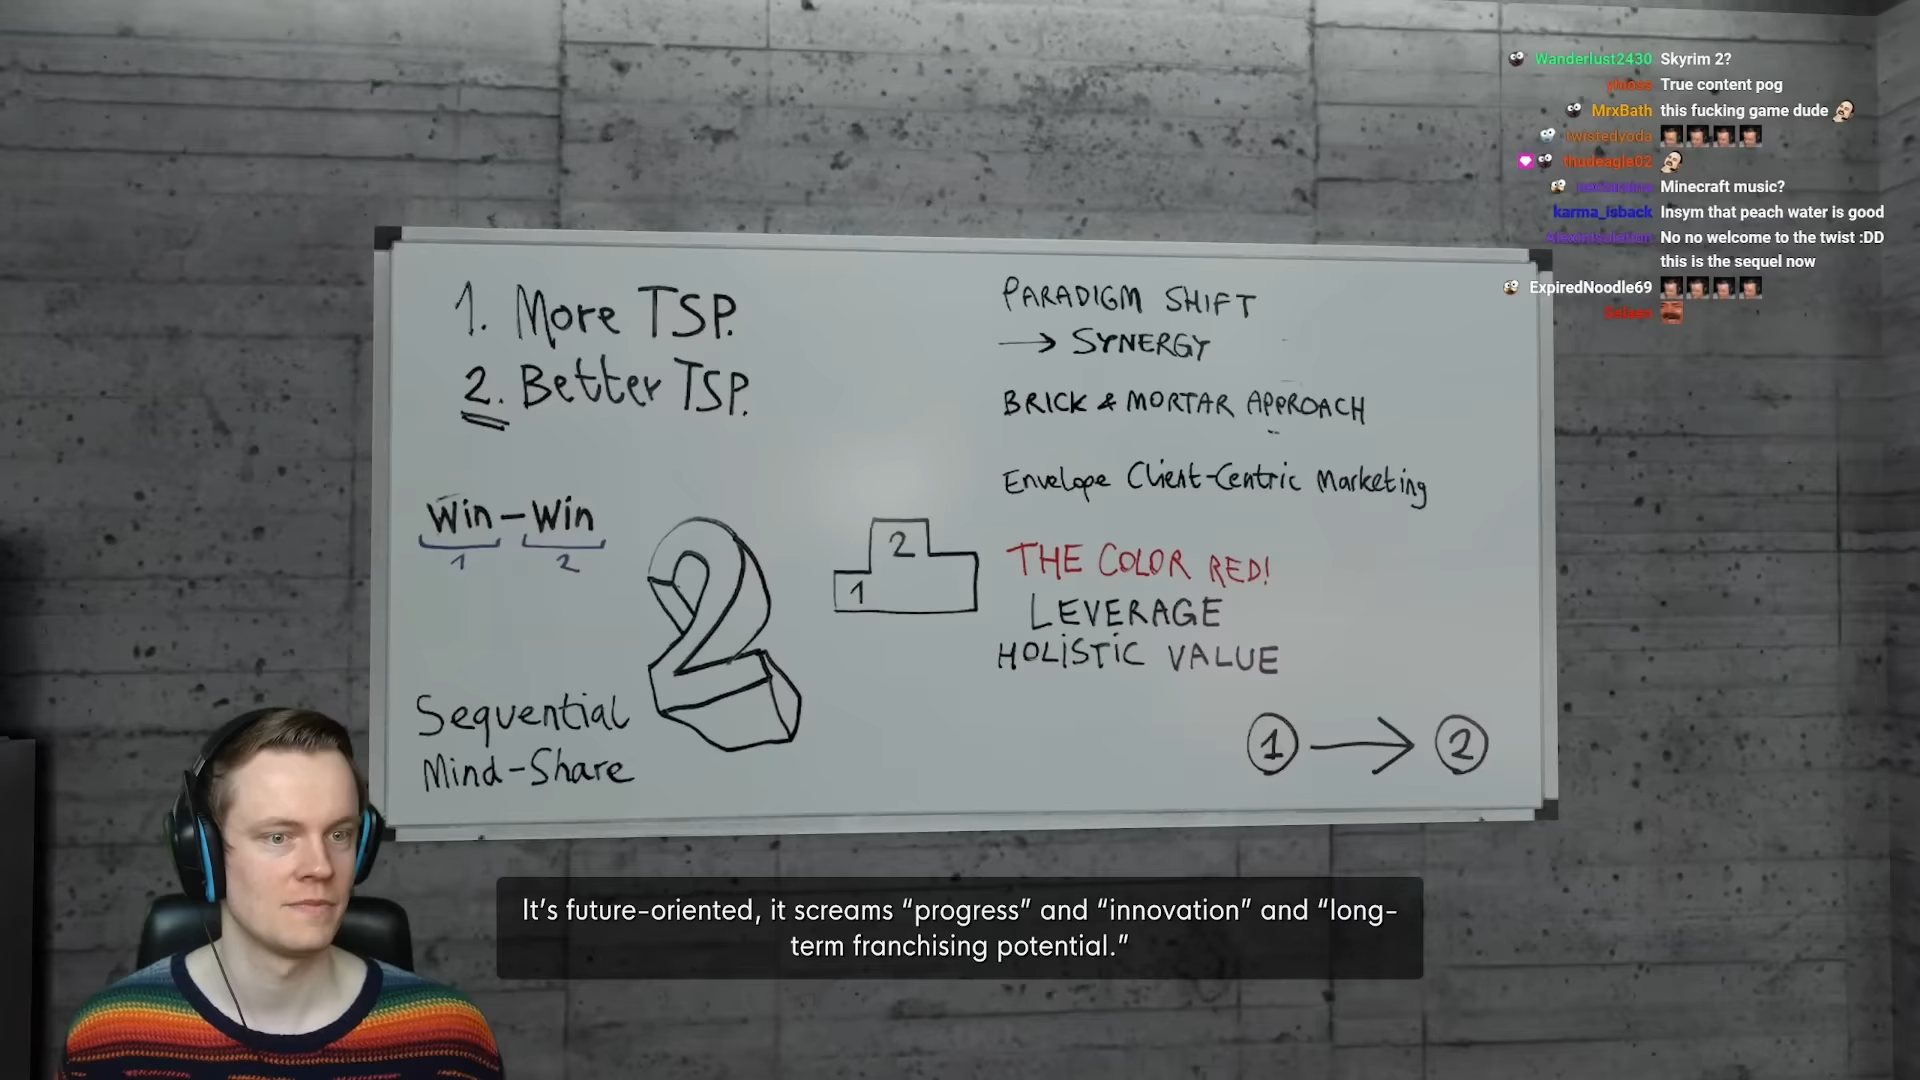 Wanderlust2430 Skyrim 2?
True content pog
MrxBath this fucking game dude
twistedyoda
thudeagle02
Minecraft music?
karma_isback Insym that peach water is good
No no welcome to the twist :DD
this is the sequel now
ExpiredNoodle69
1. More TSP.
2. Better TSP.
Win-Win
1 2
2
2
1
Sequential
Mind-Share
PARADIGM SHIFT
→ SYNERGY
BRICK & MORTAR APPROACH
Envelope Client-Centric Marketing
THE COLOR RED!
LEVERAGE
HOLISTIC VALUE
1 → 2
It's future-oriented, it screams “progress” and “innovation” and “long-
term franchising potential.”